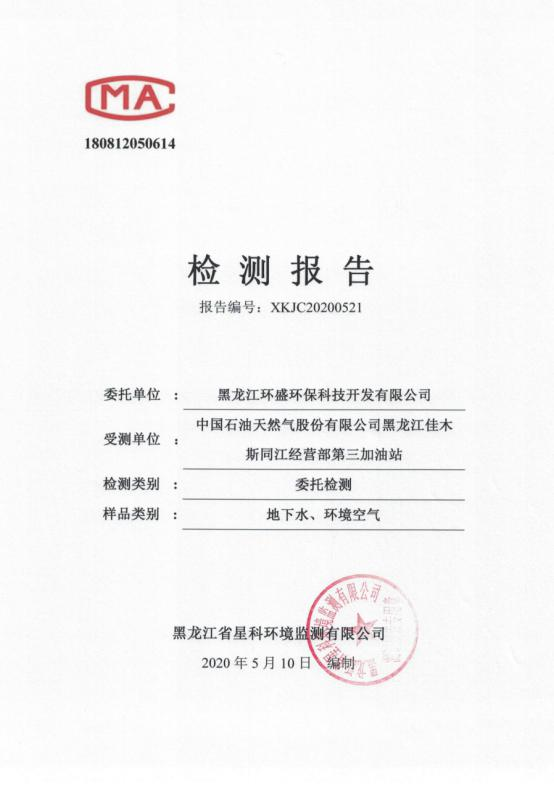 MA
180812050614
检测报告
报告编号：XKJC20200521
委托单位：黑龙江环盛环保科技开发有限公司
受测单位：中国石油天然气股份有限公司黑龙江佳木
斯同江经营部第三加油站
检测类别：委托检测
样品类别：地下水、环境空气
黑龙江省星科环境监测有限公司
2020年5月10日 编制